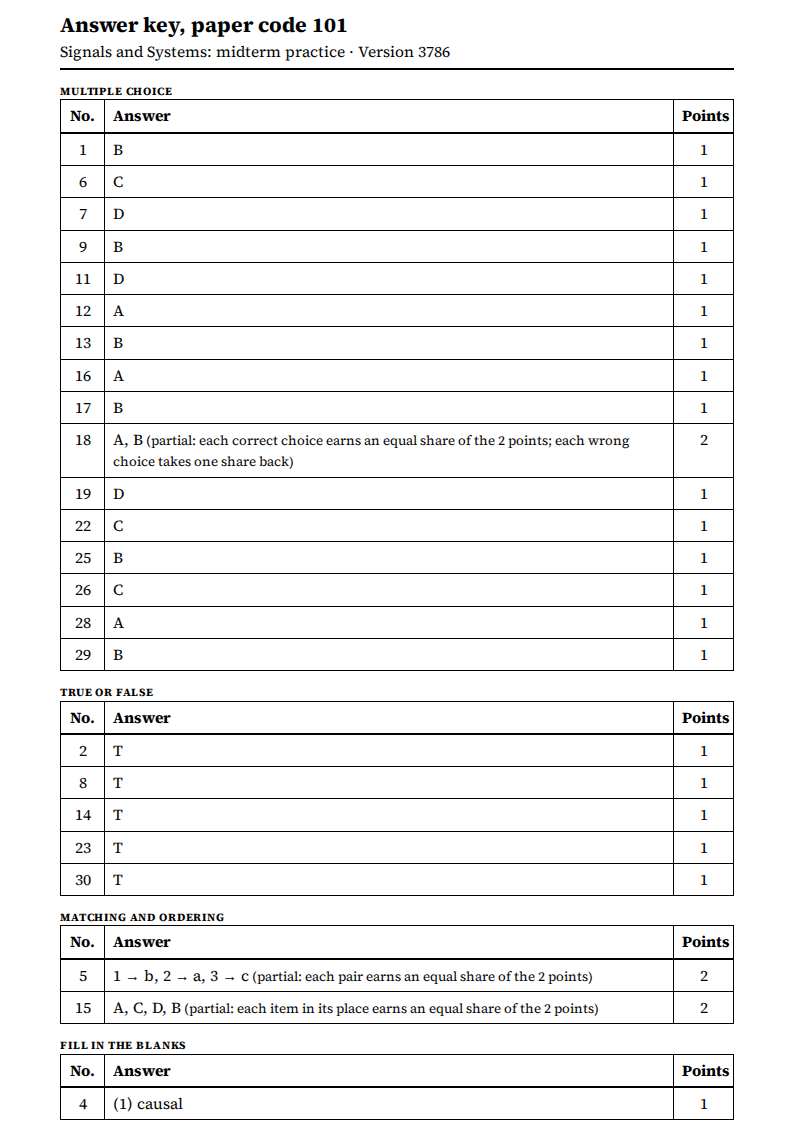 Answer key, paper code 101
Signals and Systems: midterm practice · Version 3786
MULTIPLE CHOICE
No. Answer Points
1 B 1
6 C 1
7 D 1
9 B 1
11 D 1
12 A 1
13 B 1
16 A 1
17 B 1
18 A, B (partial: each correct choice earns an equal share of the 2 points; each wrong 2
choice takes one share back)
19 D 1
22 C 1
25 B 1
26 C 1
28 A 1
29 B 1
TRUE OR FALSE
No. Answer Points
2 T 1
8 T 1
14 T 1
23 T 1
30 T 1
MATCHING AND ORDERING
No. Answer Points
5 1 → b, 2 → a, 3 → c (partial: each pair earns an equal share of the 2 points) 2
15 A, C, D, B (partial: each item in its place earns an equal share of the 2 points) 2
FILL IN THE BLANKS
No. Answer Points
4 (1) causal 1